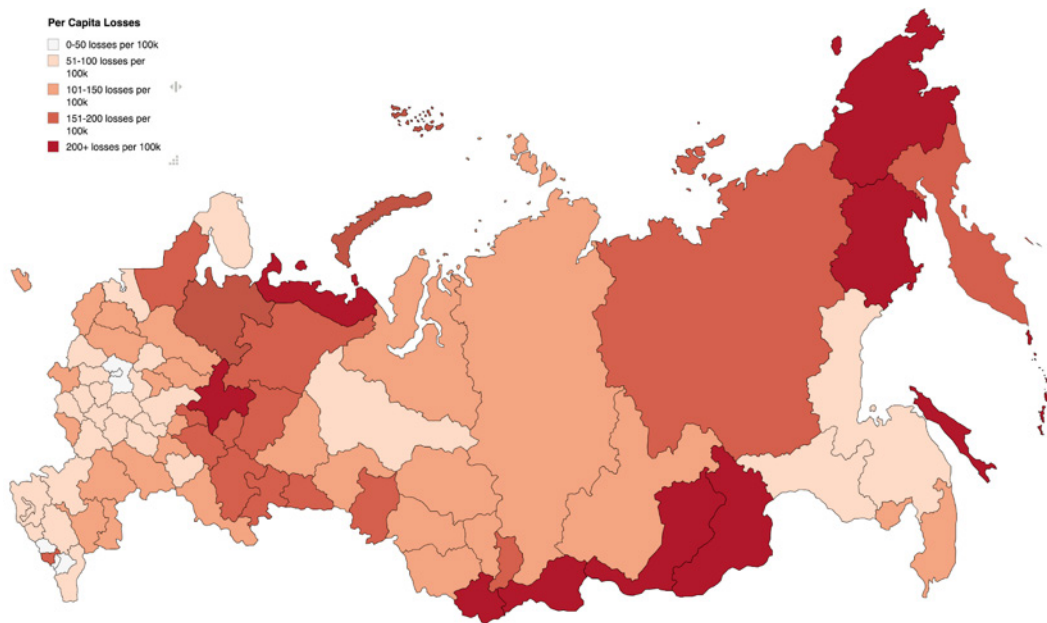 Per Capita Losses
0-50 losses per 100k
51-100 losses per
100k
101-150 losses per
100k
151-200 losses per
100k
200+ losses per 100k